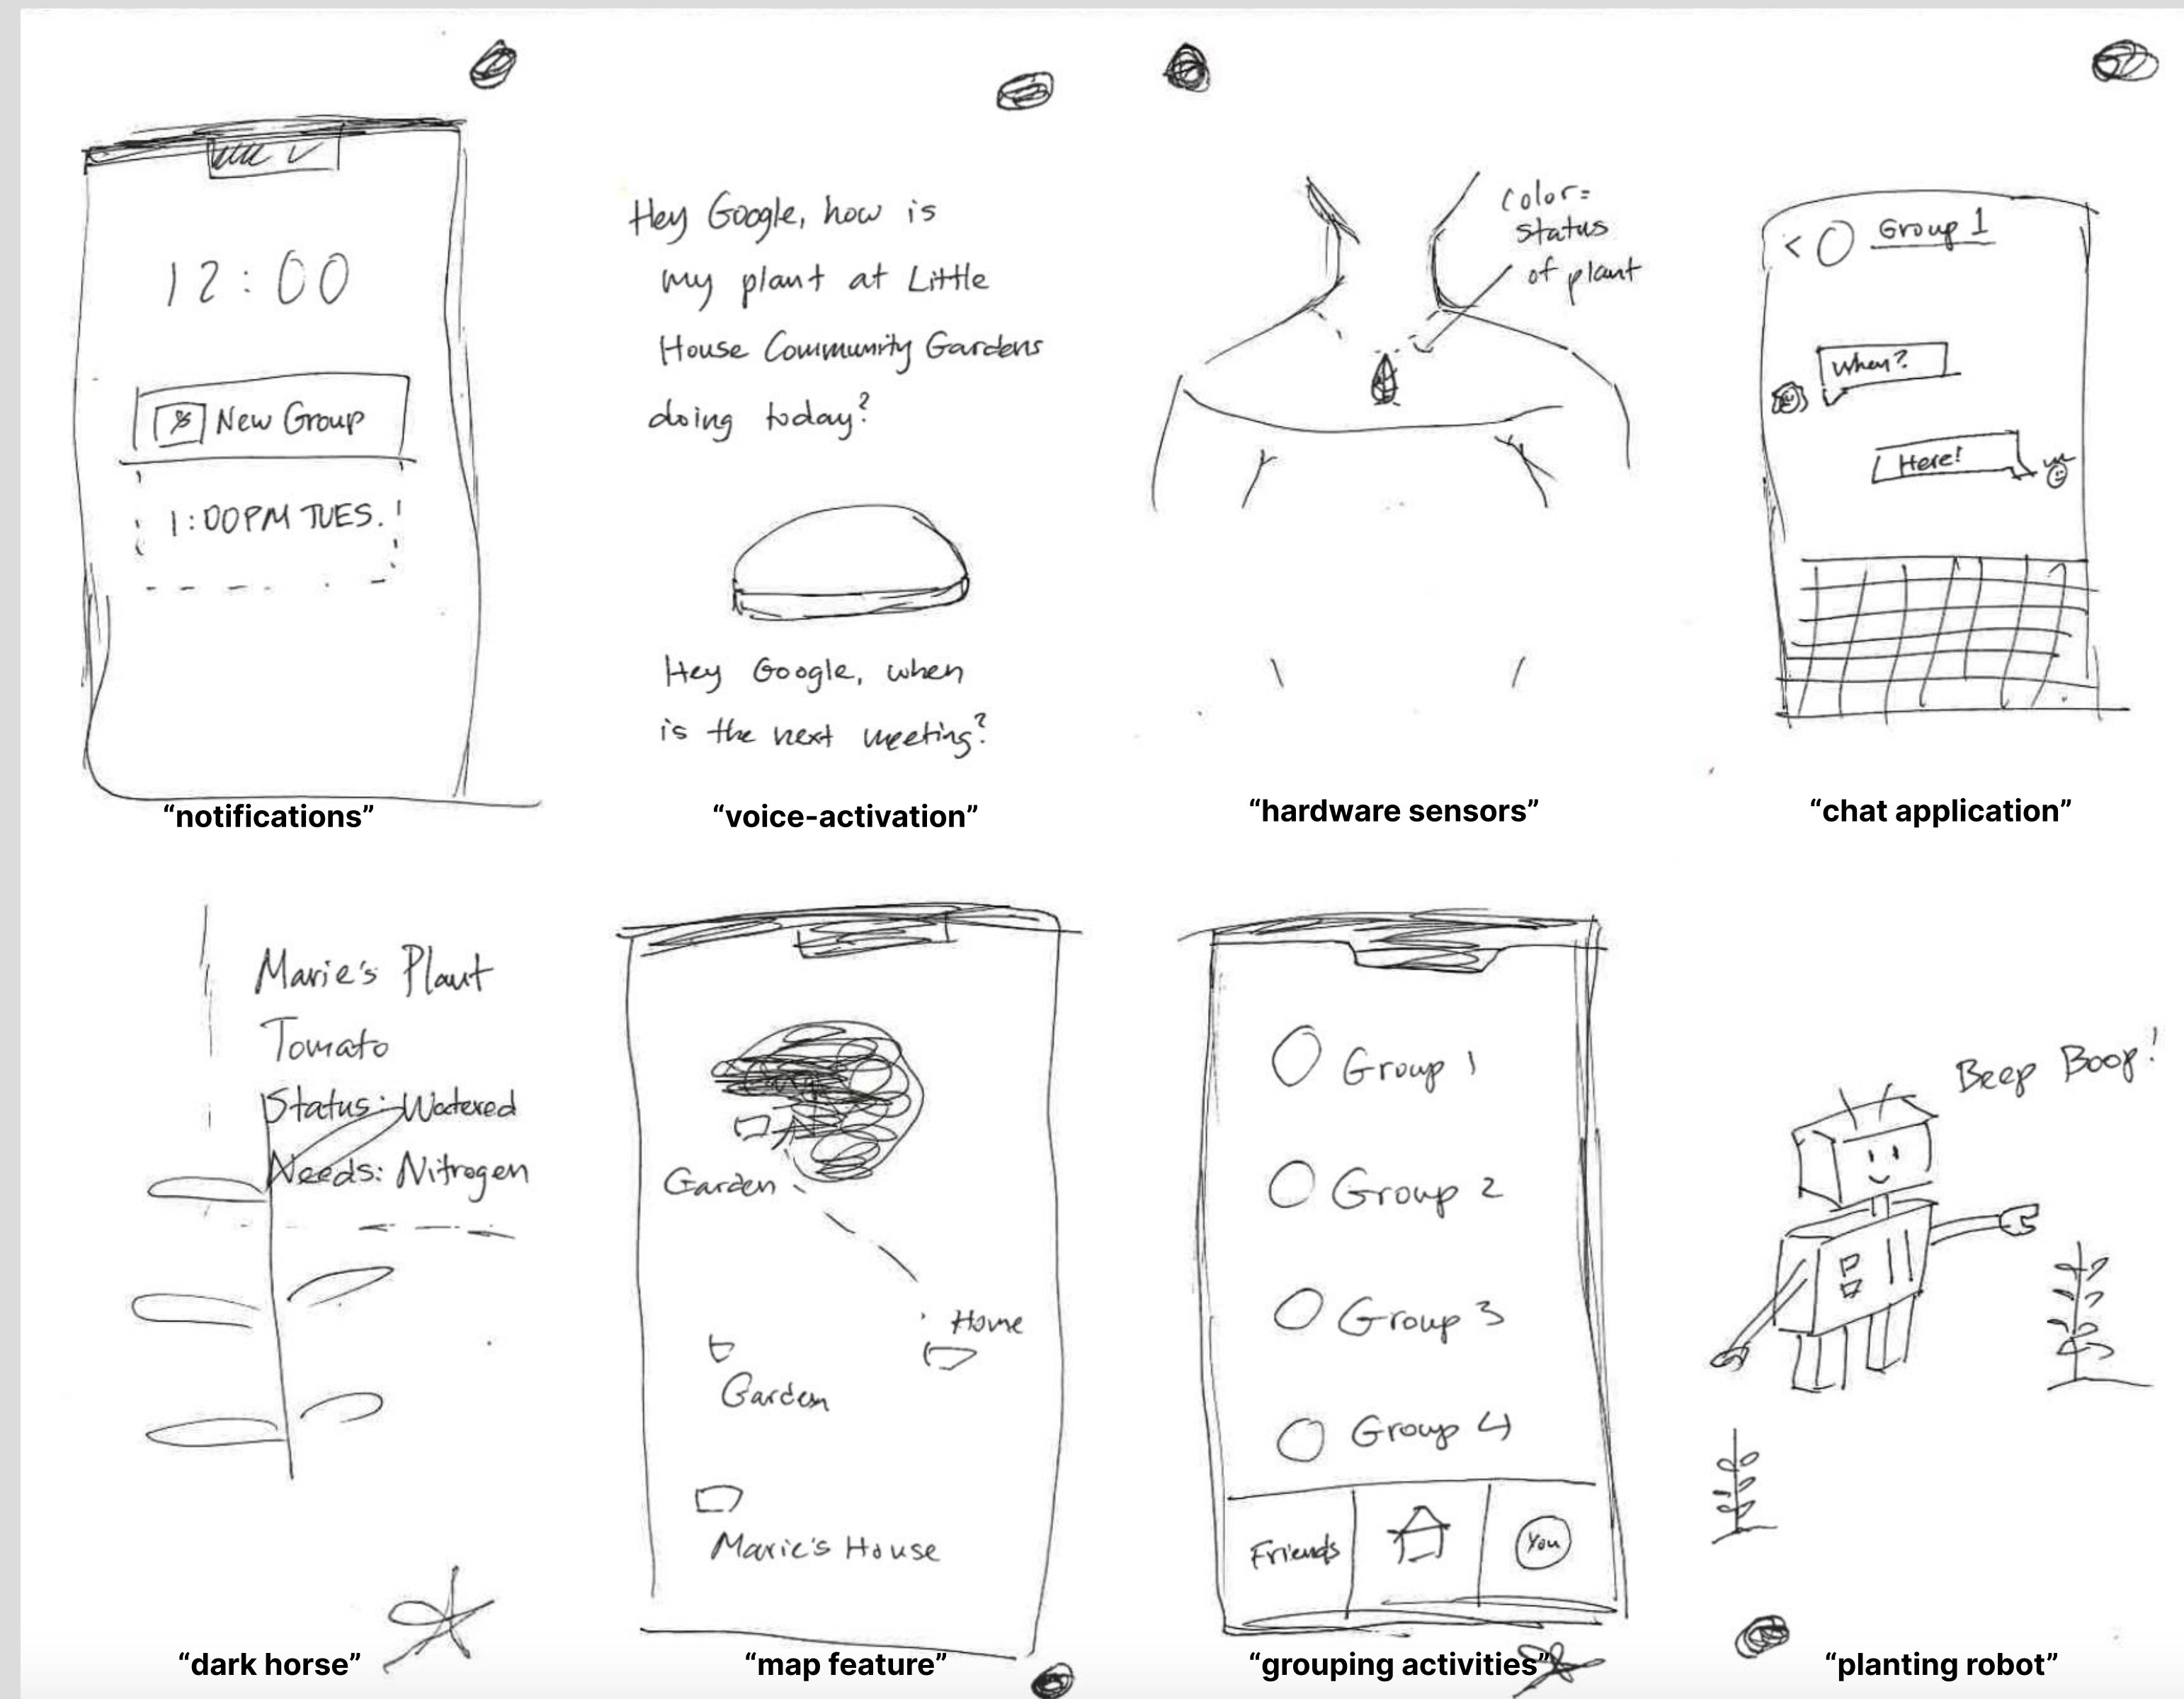 12:00
New Group
1:00PM TUES.
“notifications”
Hey Google, how is
my plant at Little
House Community Gardens
doing today?
Hey Google, when
is the next meeting?
“voice-activation”
color=
status
of plant
“hardware sensors”
< Group 1
When?
Here!
“chat application”
Marie's Plant
Tomato
Status: Watered
Needs: Nitrogen
“dark horse”
Garden
Home
Garden
Marie's House
“map feature”
Group 1
Group 2
Group 3
Group 4
Friends
You
“grouping activities”
Beep Boop!
“planting robot”